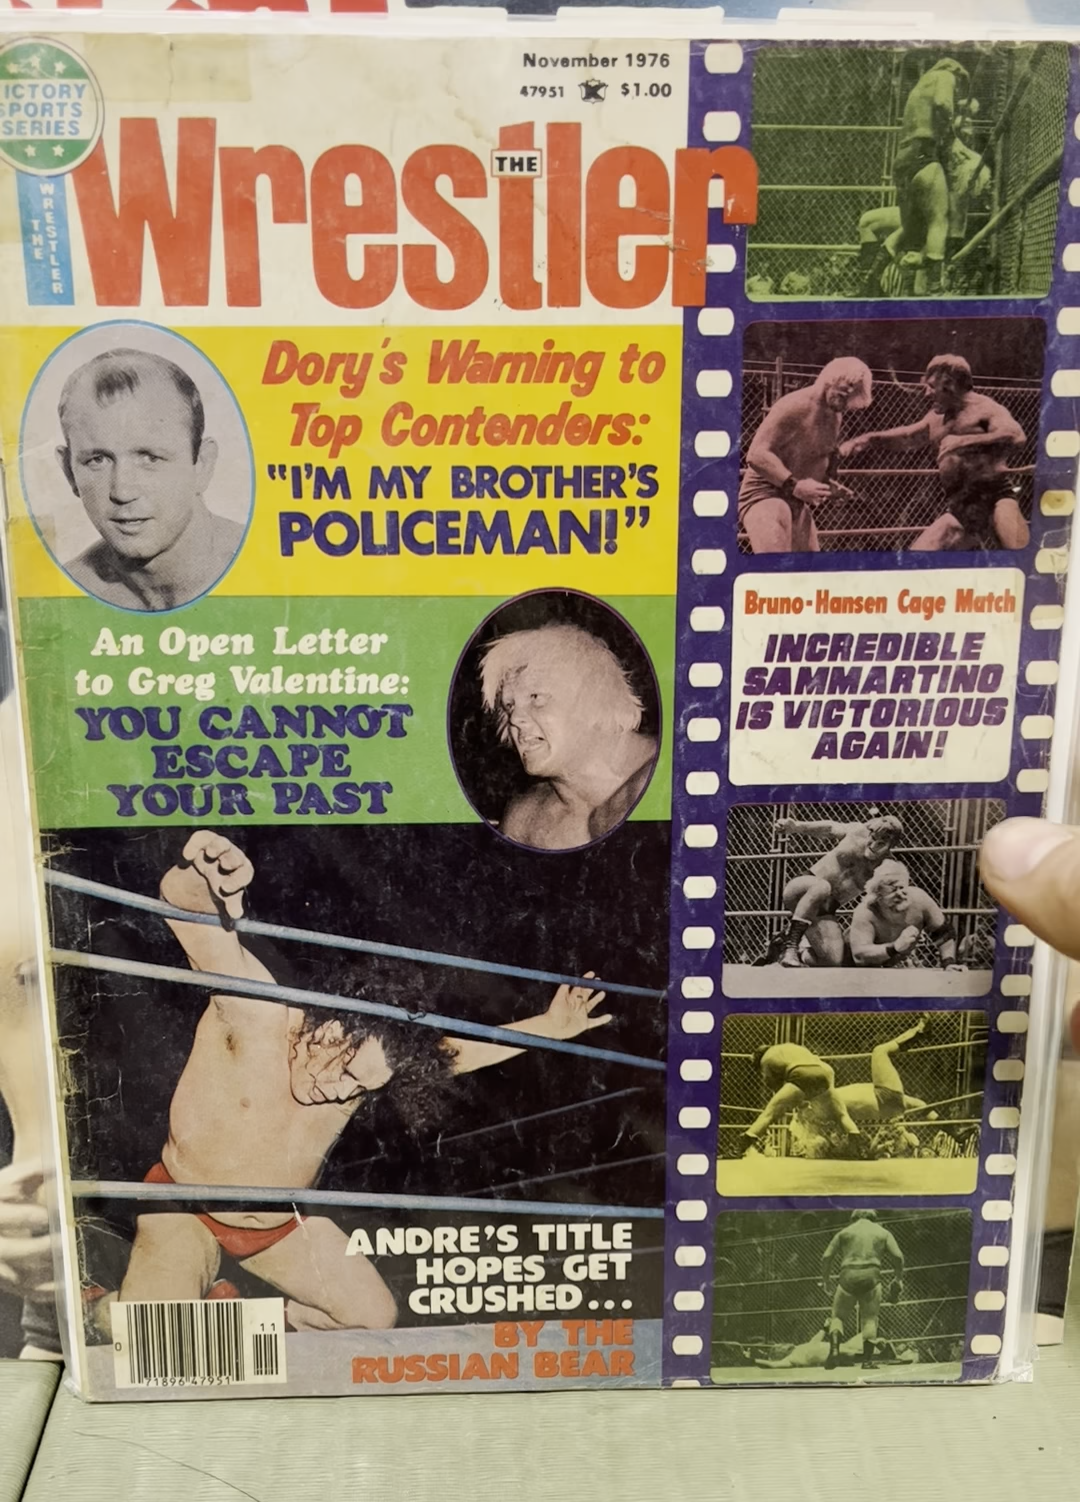 ICTORY
SPORTS
SERIES
THE
WRESTLER
November 1976
47951 $1.00
THE
Wrestler
Dory's Warning to
Top Contenders:
"I'M MY BROTHER'S
POLICEMAN!"
An Open Letter
to Greg Valentine:
YOU CANNOT
ESCAPE
YOUR PAST
Bruno-Hansen Cage Match
INCREDIBLE
SAMMARTINO
IS VICTORIOUS
AGAIN!
ANDRE'S TITLE
HOPES GET
CRUSHED...
BY THE
RUSSIAN BEAR
11
0
71896 47951